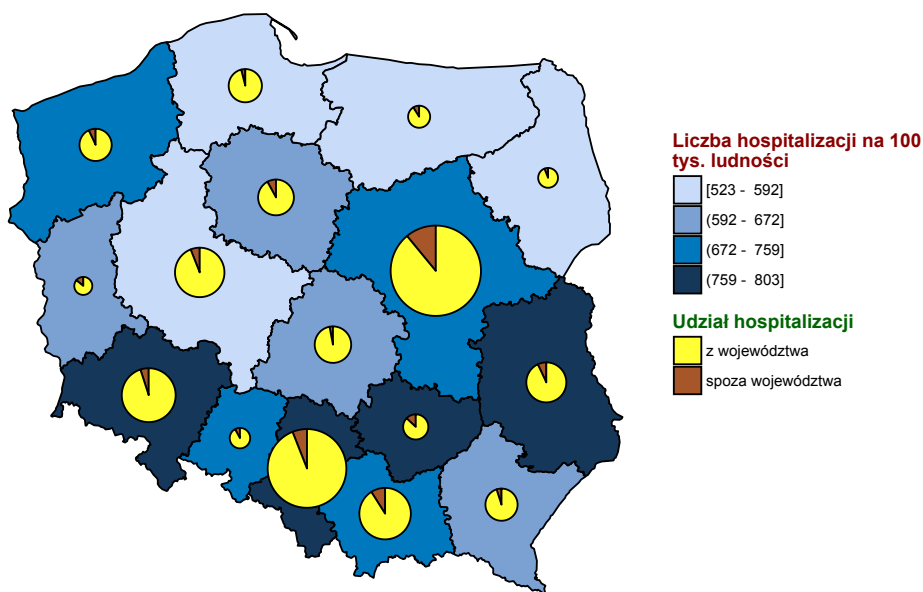 Liczba hospitalizacji na 100
tys. ludności
[523 - 592]
(592 - 672]
(672 - 759]
(759 - 803]
Udział hospitalizacji
z województwa
spoza województwa